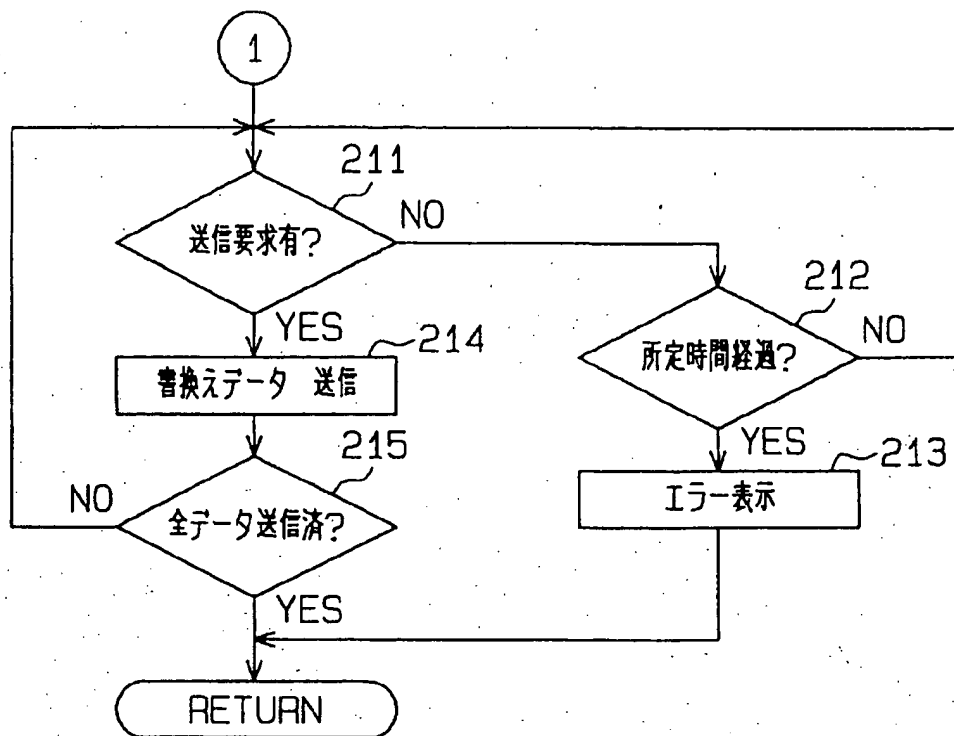 1
211
送信要求有?
NO
212
YES
所定時間経過?
NO
214
書換えデータ 送信
215
YES
213
NO
エラー表示
全データ送信済?
YES
RETURN